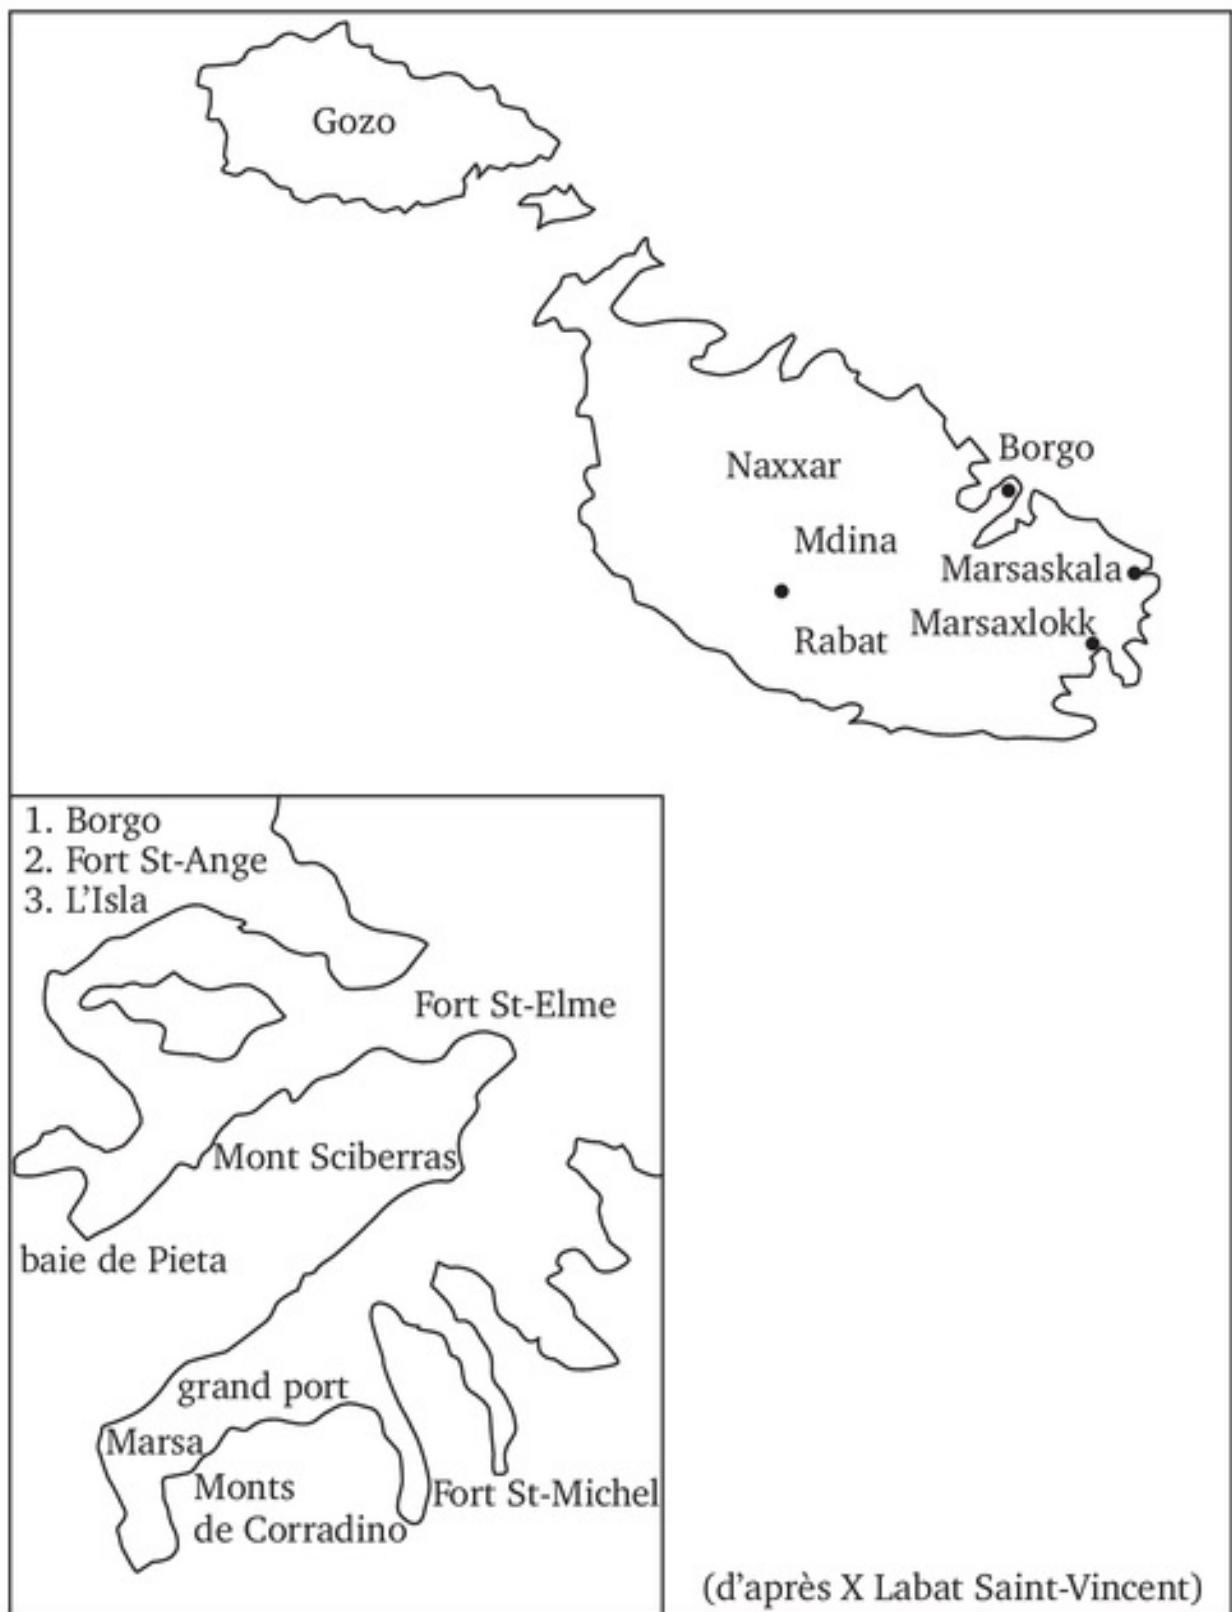 Gozo
Borgo
Naxxar
Mdina
Marsaskala
Marsaxlokk
Rabat
1. Borgo
2. Fort St-Ange
3. L'Isla
Fort St-Elme
Mont Sciberras
baie de Pieta
grand port
Marsa
Monts
de Corradino
Fort St-Michel
(d'après X Labat Saint-Vincent)